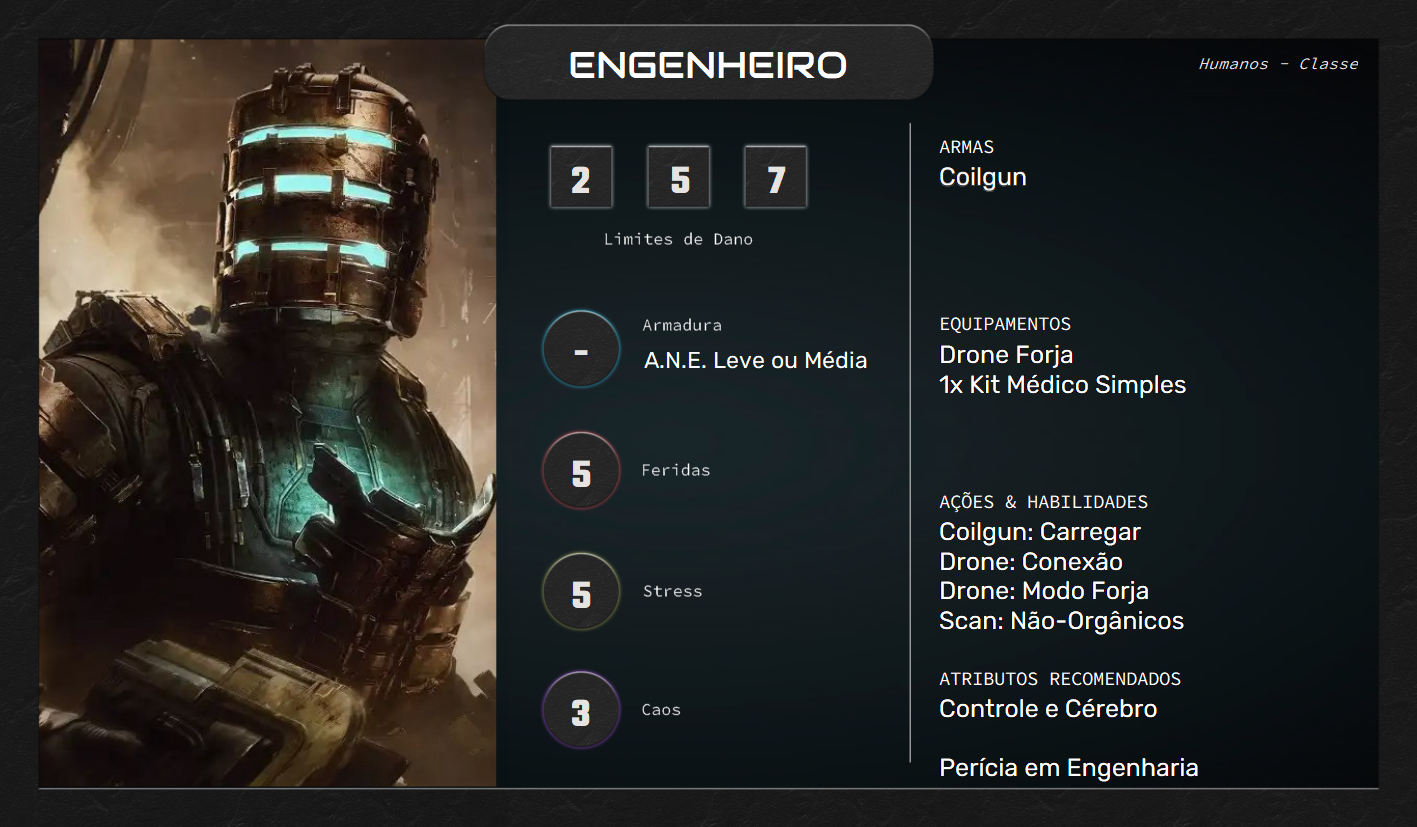 ENGENHEIRO
Humanos - Classe
2 5 7
Limites de Dano
-
Armadura
A.N.E. Leve ou Média
5
Feridas
5
Stress
3
Caos
ARMAS
Coilgun
EQUIPAMENTOS
Drone Forja
1x Kit Médico Simples
AÇÕES & HABILIDADES
Coilgun: Carregar
Drone: Conexão
Drone: Modo Forja
Scan: Não-Orgânicos
ATRIBUTOS RECOMENDADOS
Controle e Cérebro
Perícia em Engenharia